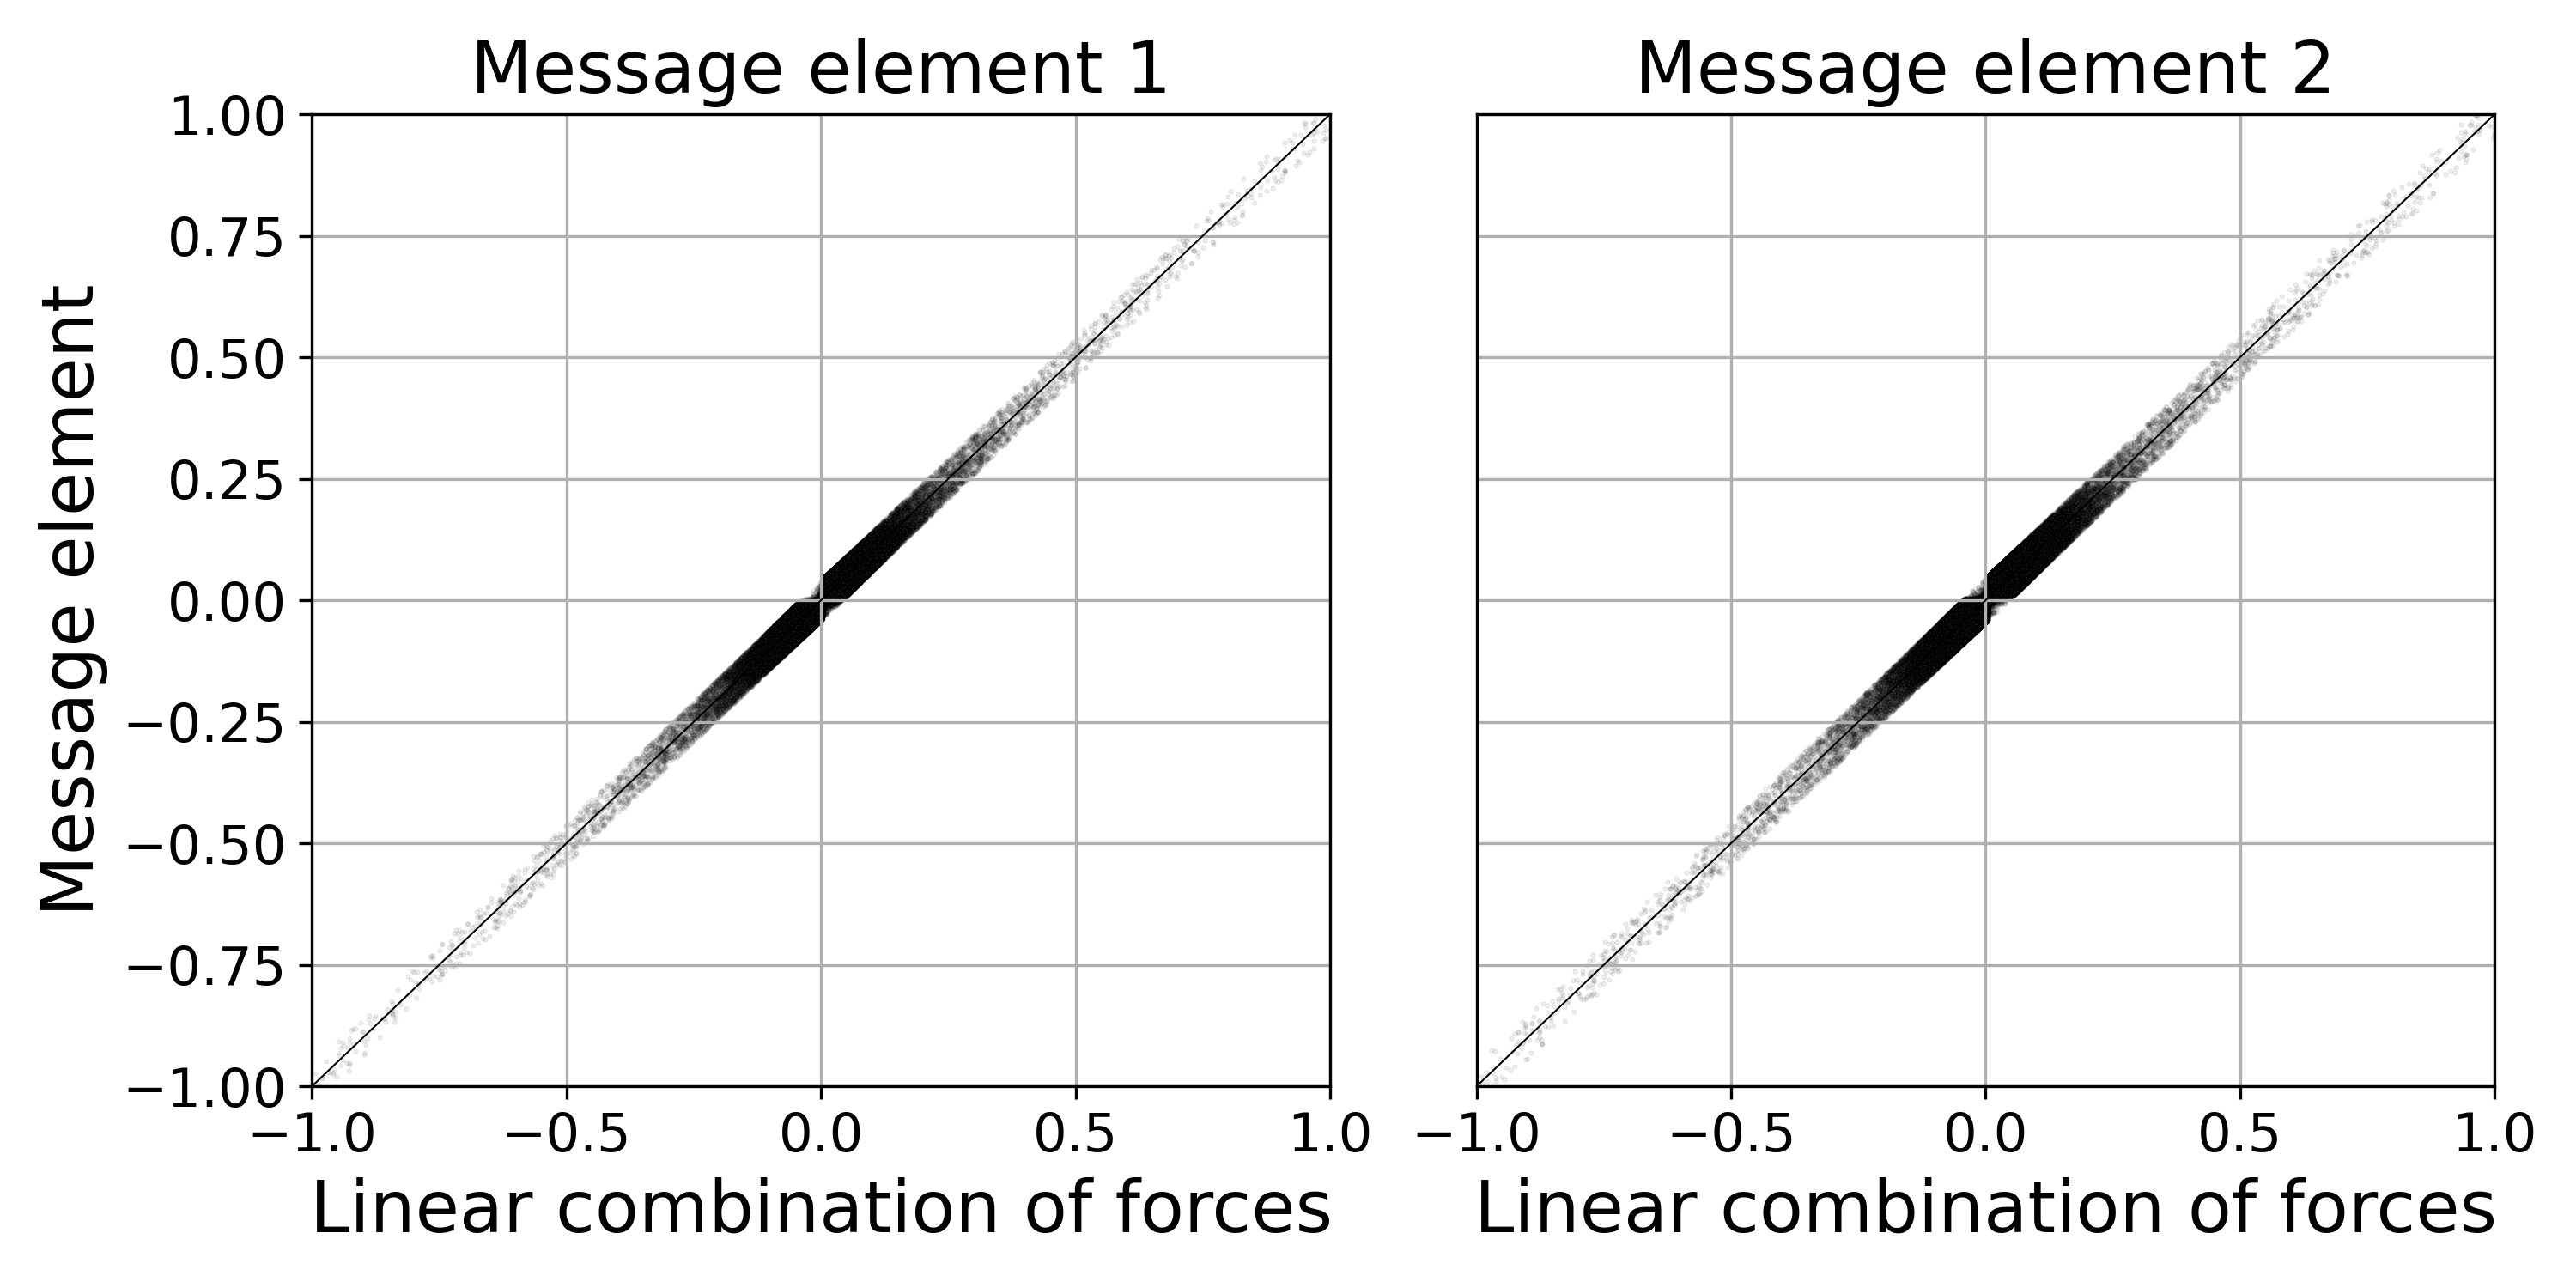 Message element 1
Message element 2
Message element
1.00
0.75
0.50
0.25
0.00
−0.25
−0.50
−0.75
−1.00
−1.0 −0.5 0.0 0.5 1.0
−1.0 −0.5 0.0 0.5 1.0
Linear combination of forces
Linear combination of forces